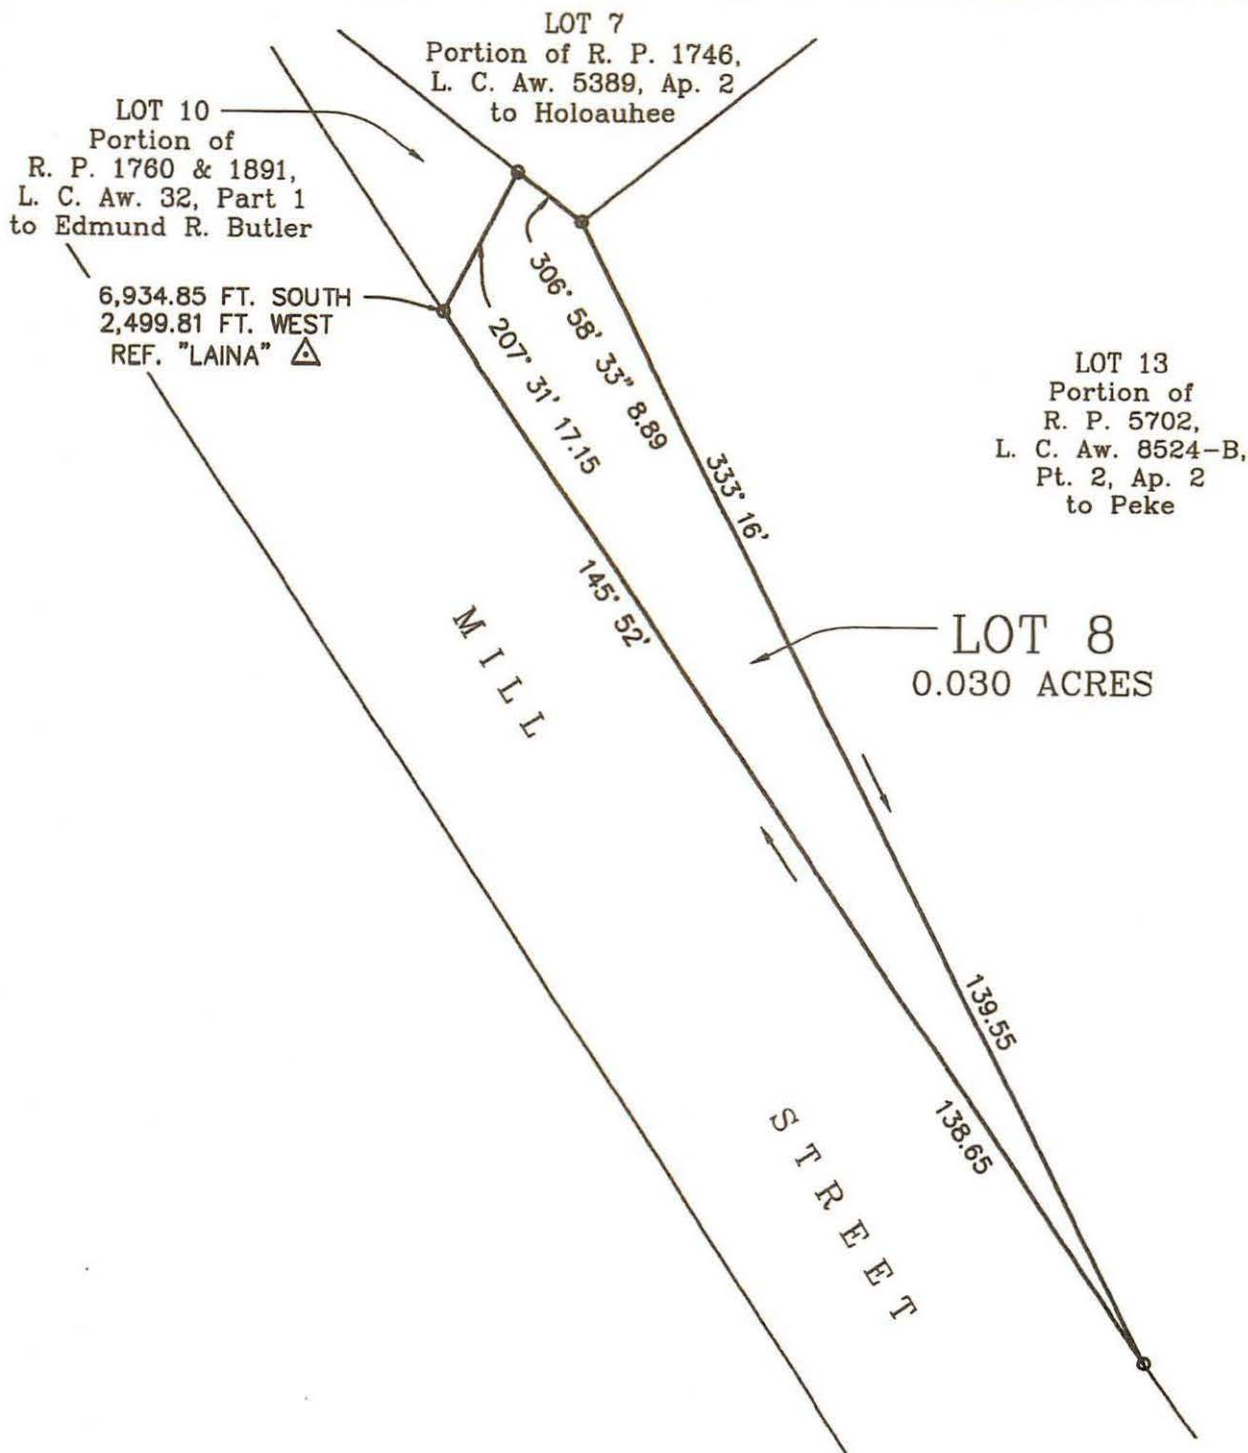 LOT 7
Portion of R. P. 1746,
L. C. Aw. 5389, Ap. 2
to Holoauhee
LOT 10
Portion of
R. P. 1760 & 1891,
L. C. Aw. 32, Part 1
to Edmund R. Butler
6,934.85 FT. SOUTH
2,499.81 FT. WEST
REF. "LAINA"
306° 58' 33" 8.89
207° 31' 17.15
LOT 13
Portion of
R. P. 5702,
L. C. Aw. 8524-B,
Pt. 2, Ap. 2
to Peke
333° 16'
145° 52'
LOT 8
0.030 ACRES
MILL
139.55
138.65
STREET